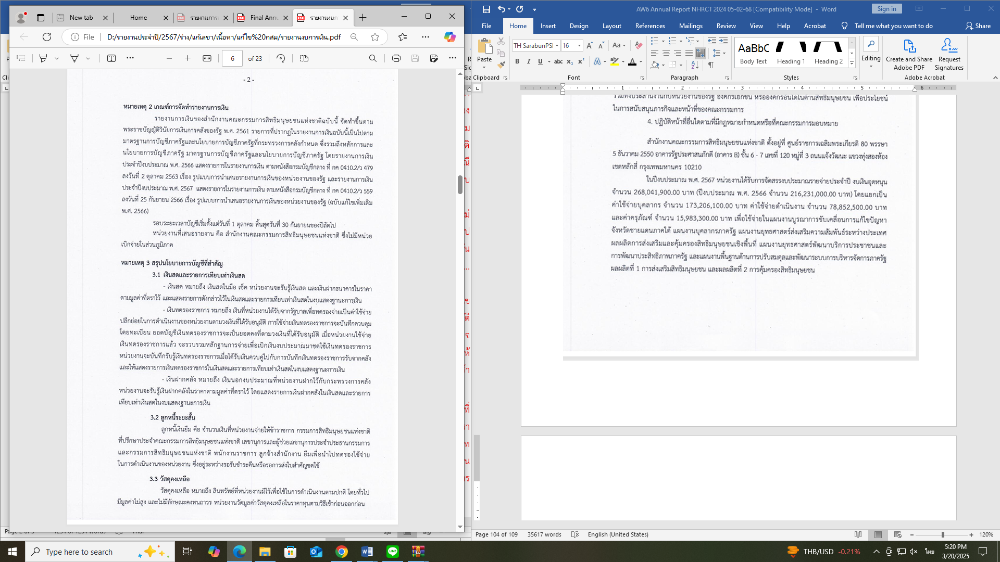 New tab
Home
รายงานการ
Final Annu
รายงานงบก
File
D:/รายงานประจำปี/2567/ร่าง/แก้เลขา/เนื้อหา/แก้ไข%20กสม/รายงานงบการเงิน.pdf
6 of 23
- 2 -
หมายเหตุ 2 เกณฑ์การจัดทำรายงานการเงิน
รายงานการเงินของสำนักงานคณะกรรมการสิทธิมนุษยชนแห่งชาติฉบับนี้ จัดทำขึ้นตาม
พระราชบัญญัติวินัยการเงินการคลังของรัฐ พ.ศ. 2561 รายการที่ปรากฏในรายงานการเงินฉบับนี้เป็นไปตาม
มาตรฐานการบัญชีภาครัฐและนโยบายการบัญชีภาครัฐที่กระทรวงการคลังกำหนด ซึ่งรวมถึงหลักการและ
นโยบายการบัญชีภาครัฐ มาตรฐานการบัญชีภาครัฐและนโยบายการบัญชีภาครัฐ โดยรายงานการเงิน
ประจำปีงบประมาณ พ.ศ. 2566 แสดงรายการในรายงานการเงิน ตามหนังสือกรมบัญชีกลาง ที่ กค 0410.2/ว 479
ลงวันที่ 2 ตุลาคม 2563 เรื่อง รูปแบบการนำเสนอรายงานการเงินของหน่วยงานของรัฐ และรายงานการเงิน
ประจำปีงบประมาณ พ.ศ. 2567 แสดงรายการในรายงานการเงิน ตามหนังสือกรมบัญชีกลาง ที่ กค 0410.2/ว 559
ลงวันที่ 25 กันยายน 2566 เรื่อง รูปแบบการนำเสนอรายงานการเงินของหน่วยงานของรัฐ (ฉบับแก้ไขเพิ่มเติม
พ.ศ. 2566)
รอบระยะเวลาบัญชีเริ่มตั้งแต่วันที่ 1 ตุลาคม สิ้นสุดวันที่ 30 กันยายนของปีถัดไป
หน่วยงานที่เสนอรายงาน คือ สำนักงานคณะกรรมการสิทธิมนุษยชนแห่งชาติ ซึ่งไม่มีหน่วย
เบิกจ่ายในส่วนภูมิภาค
หมายเหตุ 3 สรุปนโยบายการบัญชีที่สำคัญ
3.1 เงินสดและรายการเทียบเท่าเงินสด
- เงินสด หมายถึง เงินสดในมือ เช็ค หน่วยงานจะรับรู้เงินสด และเงินฝากธนาคารในราคา
ตามมูลค่าที่ตราไว้ และแสดงรายการดังกล่าวไว้ในเงินสดและรายการเทียบเท่าเงินสดในงบแสดงฐานะการเงิน
- เงินทดรองราชการ หมายถึง เงินที่หน่วยงานได้รับจากรัฐบาลเพื่อทดรองจ่ายเป็นค่าใช้จ่าย
ปลีกย่อยในการดำเนินงานของหน่วยงานตามวงเงินที่ได้รับอนุมัติ การใช้จ่ายเงินทดรองราชการจะบันทึกควบคุม
โดยทะเบียน ยอดบัญชีเงินทดรองราชการจะเป็นยอดคงที่ตามวงเงินที่ได้รับอนุมัติ เมื่อหน่วยงานใช้จ่าย
เงินทดรองราชการแล้ว จะรวบรวมหลักฐานการจ่ายเพื่อเบิกเงินงบประมาณมาชดใช้เงินทดรองราชการ
หน่วยงานจะบันทึกรับรู้เงินทดรองราชการเมื่อได้รับเงินควบคู่ไปกับการบันทึกเงินทดรองราชการรับจากคลัง
และให้แสดงรายการเงินทดรองราชการในเงินสดและรายการเทียบเท่าเงินสดในงบแสดงฐานะการเงิน
- เงินฝากคลัง หมายถึง เงินนอกงบประมาณที่หน่วยงานฝากไว้กับกระทรวงการคลัง
หน่วยงานจะรับรู้เงินฝากคลังในราคาตามมูลค่าที่ตราไว้ โดยแสดงรายการเงินฝากคลังในเงินสดและรายการ
เทียบเท่าเงินสดในงบแสดงฐานะการเงิน
3.2 ลูกหนี้ระยะสั้น
ลูกหนี้เงินยืม คือ จำนวนเงินที่หน่วยงานจ่ายให้ข้าราชการ กรรมการสิทธิมนุษยชนแห่งชาติ
ที่ปรึกษาประจำคณะกรรมการสิทธิมนุษยชนแห่งชาติ เลขานุการและผู้ช่วยเลขานุการประจำประธานกรรมการ
และกรรมการสิทธิมนุษยชนแห่งชาติ พนักงานราชการ ลูกจ้างสำนักงาน ยืมเพื่อนำไปทดรองใช้จ่าย
ในการดำเนินงานของหน่วยงาน ซึ่งอยู่ระหว่างรอรับชำระคืนหรือรอการส่งใบสำคัญชดใช้
3.3 วัสดุคงเหลือ
วัสดุคงเหลือ หมายถึง สินทรัพย์ที่หน่วยงานมีไว้เพื่อใช้ในการดำเนินงานตามปกติ โดยทั่วไป
มีมูลค่าไม่สูง และไม่มีลักษณะคงทนถาวร หน่วยงานวัดมูลค่าวัสดุคงเหลือในราคาทุนตามวิธีเข้าก่อนออกก่อน
AW6 Annual Report NHRCT 2024 05-02-68 [Compatibility Mode] - Word
Sign in
File Home Insert Design Layout References Mailings Review View Help Acrobat Tell me what you want to do Share
Paste
Clipboard
TH SarabunPSK 16
Font
Paragraph
AaBbC
Body Text Heading 1 Heading 2
Styles
Editing
Create and Share Adobe PDF
Request Signatures
Adobe Acrobat
1 2 3 4 5 6
รวมทั้งประสานงานกับหน่วยงานของรัฐ องค์กรเอกชน หรือองค์กรอื่นใดในด้านสิทธิมนุษยชน เพื่อประโยชน์
ในการสนับสนุนภารกิจและหน้าที่ของคณะกรรมการ
4. ปฏิบัติหน้าที่อื่นใดตามที่มีกฎหมายกำหนดหรือที่คณะกรรมการมอบหมาย
สำนักงานคณะกรรมการสิทธิมนุษยชนแห่งชาติ ตั้งอยู่ที่ ศูนย์ราชการเฉลิมพระเกียรติ 80 พรรษา
5 ธันวาคม 2550 อาคารรัฐประศาสนภักดี (อาคาร B) ชั้น 6 - 7 เลขที่ 120 หมู่ที่ 3 ถนนแจ้งวัฒนะ แขวงทุ่งสองห้อง
เขตหลักสี่ กรุงเทพมหานคร 10210
ในปีงบประมาณ พ.ศ. 2567 หน่วยงานได้รับการจัดสรรงบประมาณรายจ่ายประจำปี งบเงินอุดหนุน
จำนวน 268,041,900.00 บาท (ปีงบประมาณ พ.ศ. 2566 จำนวน 216,231,000.00 บาท) โดยแยกเป็น
ค่าใช้จ่ายบุคลากร จำนวน 173,206,100.00 บาท ค่าใช้จ่ายดำเนินงาน จำนวน 78,852,500.00 บาท
และค่าครุภัณฑ์ จำนวน 15,983,300.00 บาท เพื่อใช้จ่ายในแผนงานบูรณาการขับเคลื่อนการแก้ไขปัญหา
จังหวัดชายแดนภาคใต้ แผนงานบุคลากรภาครัฐ แผนงานยุทธศาสตร์ส่งเสริมความสัมพันธ์ระหว่างประเทศ
ผลผลิตการส่งเสริมและคุ้มครองสิทธิมนุษยชนเชิงพื้นที่ แผนงานยุทธศาสตร์พัฒนาบริการประชาชนและ
การพัฒนาประสิทธิภาพภาครัฐ และแผนงานพื้นฐานด้านการปรับสมดุลและพัฒนาระบบการบริหารจัดการภาครัฐ
ผลผลิตที่ 1 การส่งเสริมสิทธิมนุษยชน และผลผลิตที่ 2 การคุ้มครองสิทธิมนุษยชน
Page 104 of 109 35617 words English (United States) 120%
Type here to search
THB/USD -0.21%
ไทย
5:20 PM
3/20/2025